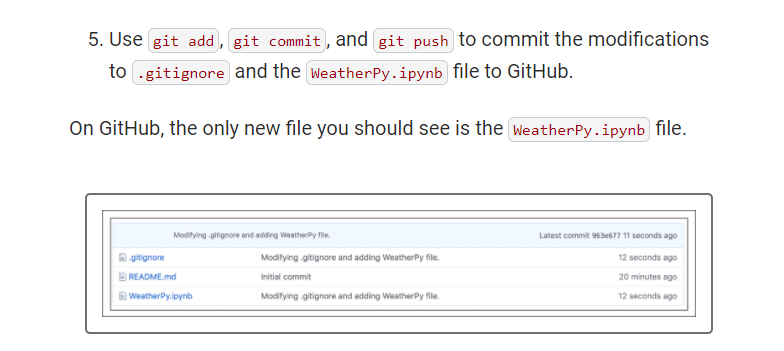 5. Use git add, git commit, and git push to commit the modifications
to .gitignore and the WeatherPy.ipynb file to GitHub.
On GitHub, the only new file you should see is the WeatherPy.ipynb file.
Modifying .gitignore and adding WeatherPy file. Latest commit 963e677 11 seconds ago
.gitignore Modifying .gitignore and adding WeatherPy file. 12 seconds ago
README.md Initial commit 20 minutes ago
WeatherPy.ipynb Modifying .gitignore and adding WeatherPy file. 12 seconds ago